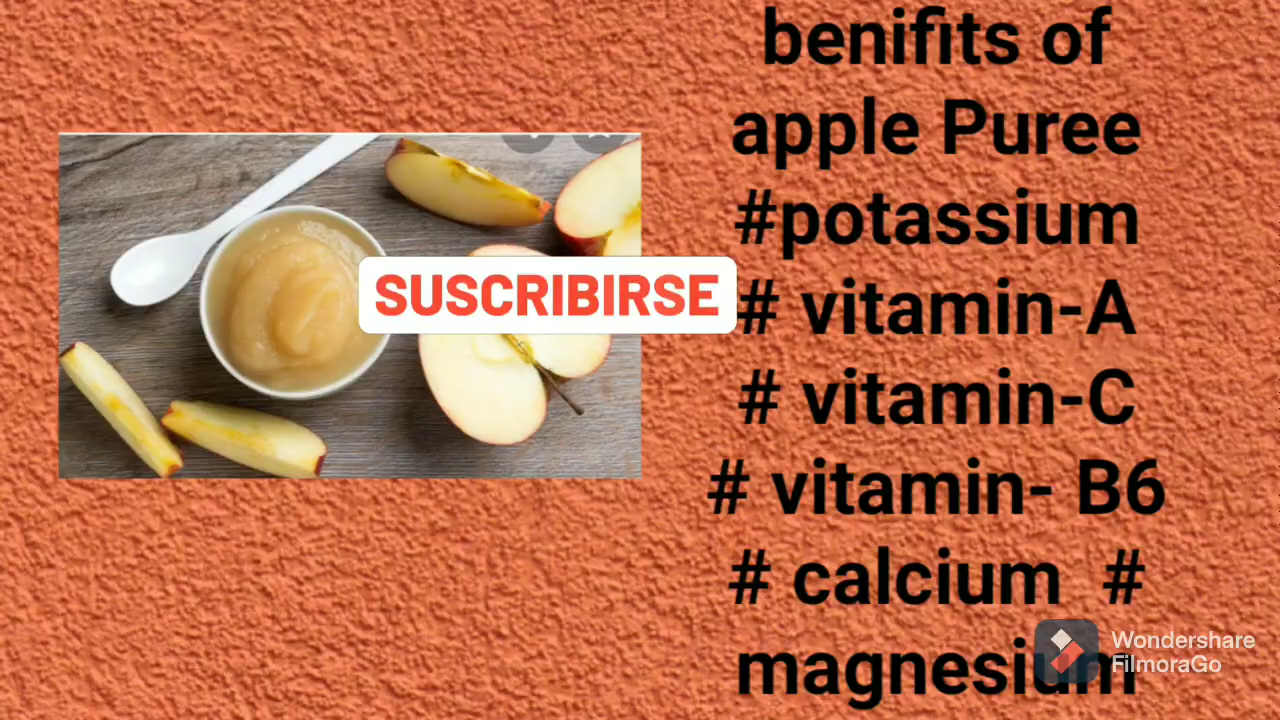 benifits of
apple Puree
#potassium
SUSCRIBIRSE
# vitamin-A
# vitamin-C
# vitamin- B6
# calcium #
magnesium
Wondershare
FilmoraGo